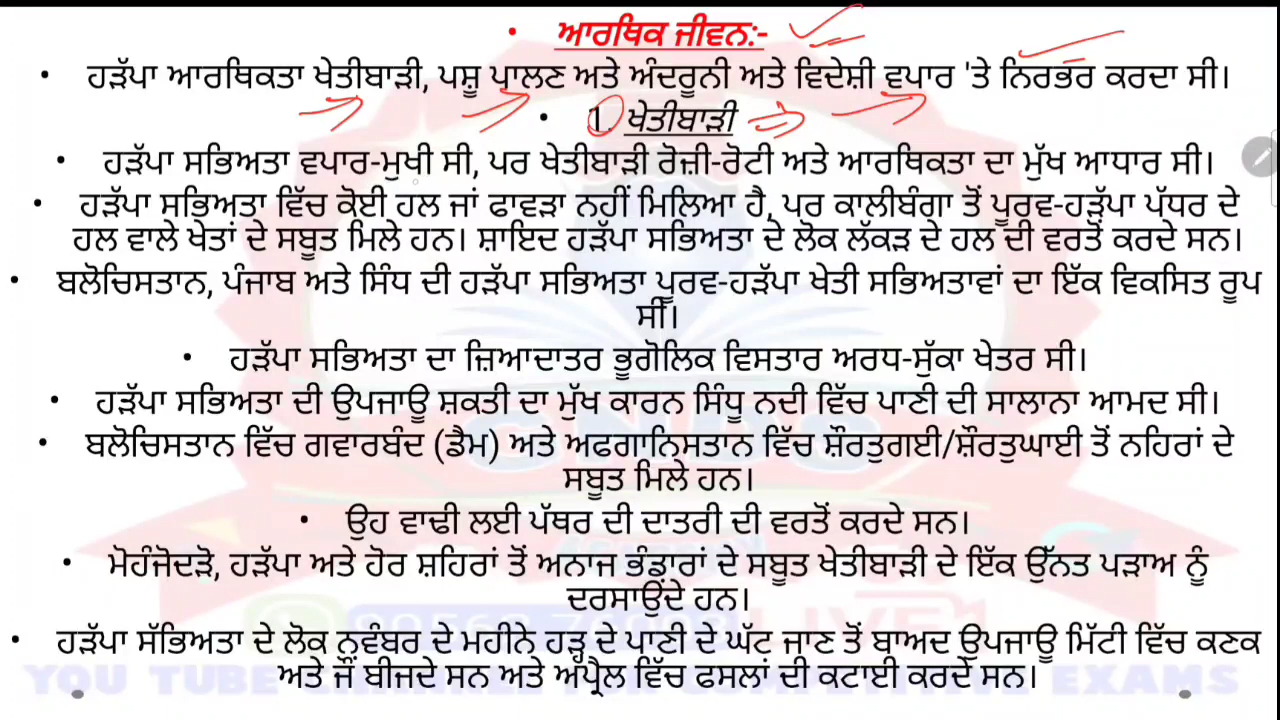 • ਆਰਥਿਕ ਜੀਵਨ:-
• ਹੜੱਪਾ ਆਰਥਿਕਤਾ ਖੇਤੀਬਾੜੀ, ਪਸ਼ੂ ਪਾਲਣ ਅਤੇ ਅੰਦਰੂਨੀ ਅਤੇ ਵਿਦੇਸ਼ੀ ਵਪਾਰ 'ਤੇ ਨਿਰਭਰ ਕਰਦਾ ਸੀ।
• 1. ਖੇਤੀਬਾੜੀ
• ਹੜੱਪਾ ਸਭਿਅਤਾ ਵਪਾਰ-ਮੁਖੀ ਸੀ, ਪਰ ਖੇਤੀਬਾੜੀ ਰੋਜ਼ੀ-ਰੋਟੀ ਅਤੇ ਆਰਥਿਕਤਾ ਦਾ ਮੁੱਖ ਆਧਾਰ ਸੀ।
• ਹੜੱਪਾ ਸਭਿਅਤਾ ਵਿੱਚ ਕੋਈ ਹਲ ਜਾਂ ਫਾਵੜਾ ਨਹੀਂ ਮਿਲਿਆ ਹੈ, ਪਰ ਕਾਲੀਬੰਗਾ ਤੋਂ ਪੂਰਵ-ਹੜੱਪਾ ਪੱਧਰ ਦੇ
ਹਲ ਵਾਲੇ ਖੇਤਾਂ ਦੇ ਸਬੂਤ ਮਿਲੇ ਹਨ। ਸ਼ਾਇਦ ਹੜੱਪਾ ਸਭਿਅਤਾ ਦੇ ਲੋਕ ਲੱਕੜ ਦੇ ਹਲ ਦੀ ਵਰਤੋਂ ਕਰਦੇ ਸਨ।
• ਬਲੋਚਿਸਤਾਨ, ਪੰਜਾਬ ਅਤੇ ਸਿੰਧ ਦੀ ਹੜੱਪਾ ਸਭਿਅਤਾ ਪੂਰਵ-ਹੜੱਪਾ ਖੇਤੀ ਸਭਿਅਤਾਵਾਂ ਦਾ ਇੱਕ ਵਿਕਸਿਤ ਰੂਪ
ਸੀ।
• ਹੜੱਪਾ ਸਭਿਅਤਾ ਦਾ ਜ਼ਿਆਦਾਤਰ ਭੂਗੋਲਿਕ ਵਿਸਤਾਰ ਅਰਧ-ਸੁੱਕਾ ਖੇਤਰ ਸੀ।
• ਹੜੱਪਾ ਸਭਿਅਤਾ ਦੀ ਉਪਜਾਊ ਸ਼ਕਤੀ ਦਾ ਮੁੱਖ ਕਾਰਨ ਸਿੰਧੂ ਨਦੀ ਵਿੱਚ ਪਾਣੀ ਦੀ ਸਾਲਾਨਾ ਆਮਦ ਸੀ।
• ਬਲੋਚਿਸਤਾਨ ਵਿੱਚ ਗਵਾਰਬੰਦ (ਡੈਮ) ਅਤੇ ਅਫਗਾਨਿਸਤਾਨ ਵਿੱਚ ਸ਼ੌਰਤੁਗਈ/ਸ਼ੌਰਤੁਘਾਈ ਤੋਂ ਨਹਿਰਾਂ ਦੇ
ਸਬੂਤ ਮਿਲੇ ਹਨ।
• ਉਹ ਵਾਢੀ ਲਈ ਪੱਥਰ ਦੀ ਦਾਤਰੀ ਦੀ ਵਰਤੋਂ ਕਰਦੇ ਸਨ।
• ਮੋਹੰਜੋਦੜੋ, ਹੜੱਪਾ ਅਤੇ ਹੋਰ ਸ਼ਹਿਰਾਂ ਤੋਂ ਅਨਾਜ ਭੰਡਾਰਾਂ ਦੇ ਸਬੂਤ ਖੇਤੀਬਾੜੀ ਦੇ ਇੱਕ ਉੱਨਤ ਪੜਾਅ ਨੂੰ
ਦਰਸਾਉਂਦੇ ਹਨ।
• ਹੜੱਪਾ ਸੱਭਿਅਤਾ ਦੇ ਲੋਕ ਨਵੰਬਰ ਦੇ ਮਹੀਨੇ ਹੜ੍ਹ ਦੇ ਪਾਣੀ ਦੇ ਘੱਟ ਜਾਣ ਤੋਂ ਬਾਅਦ ਉਪਜਾਊ ਮਿੱਟੀ ਵਿੱਚ ਕਣਕ
ਅਤੇ ਜੌਂ ਬੀਜਦੇ ਸਨ ਅਤੇ ਅਪ੍ਰੈਲ ਵਿੱਚ ਫਸਲਾਂ ਦੀ ਕਟਾਈ ਕਰਦੇ ਸਨ।